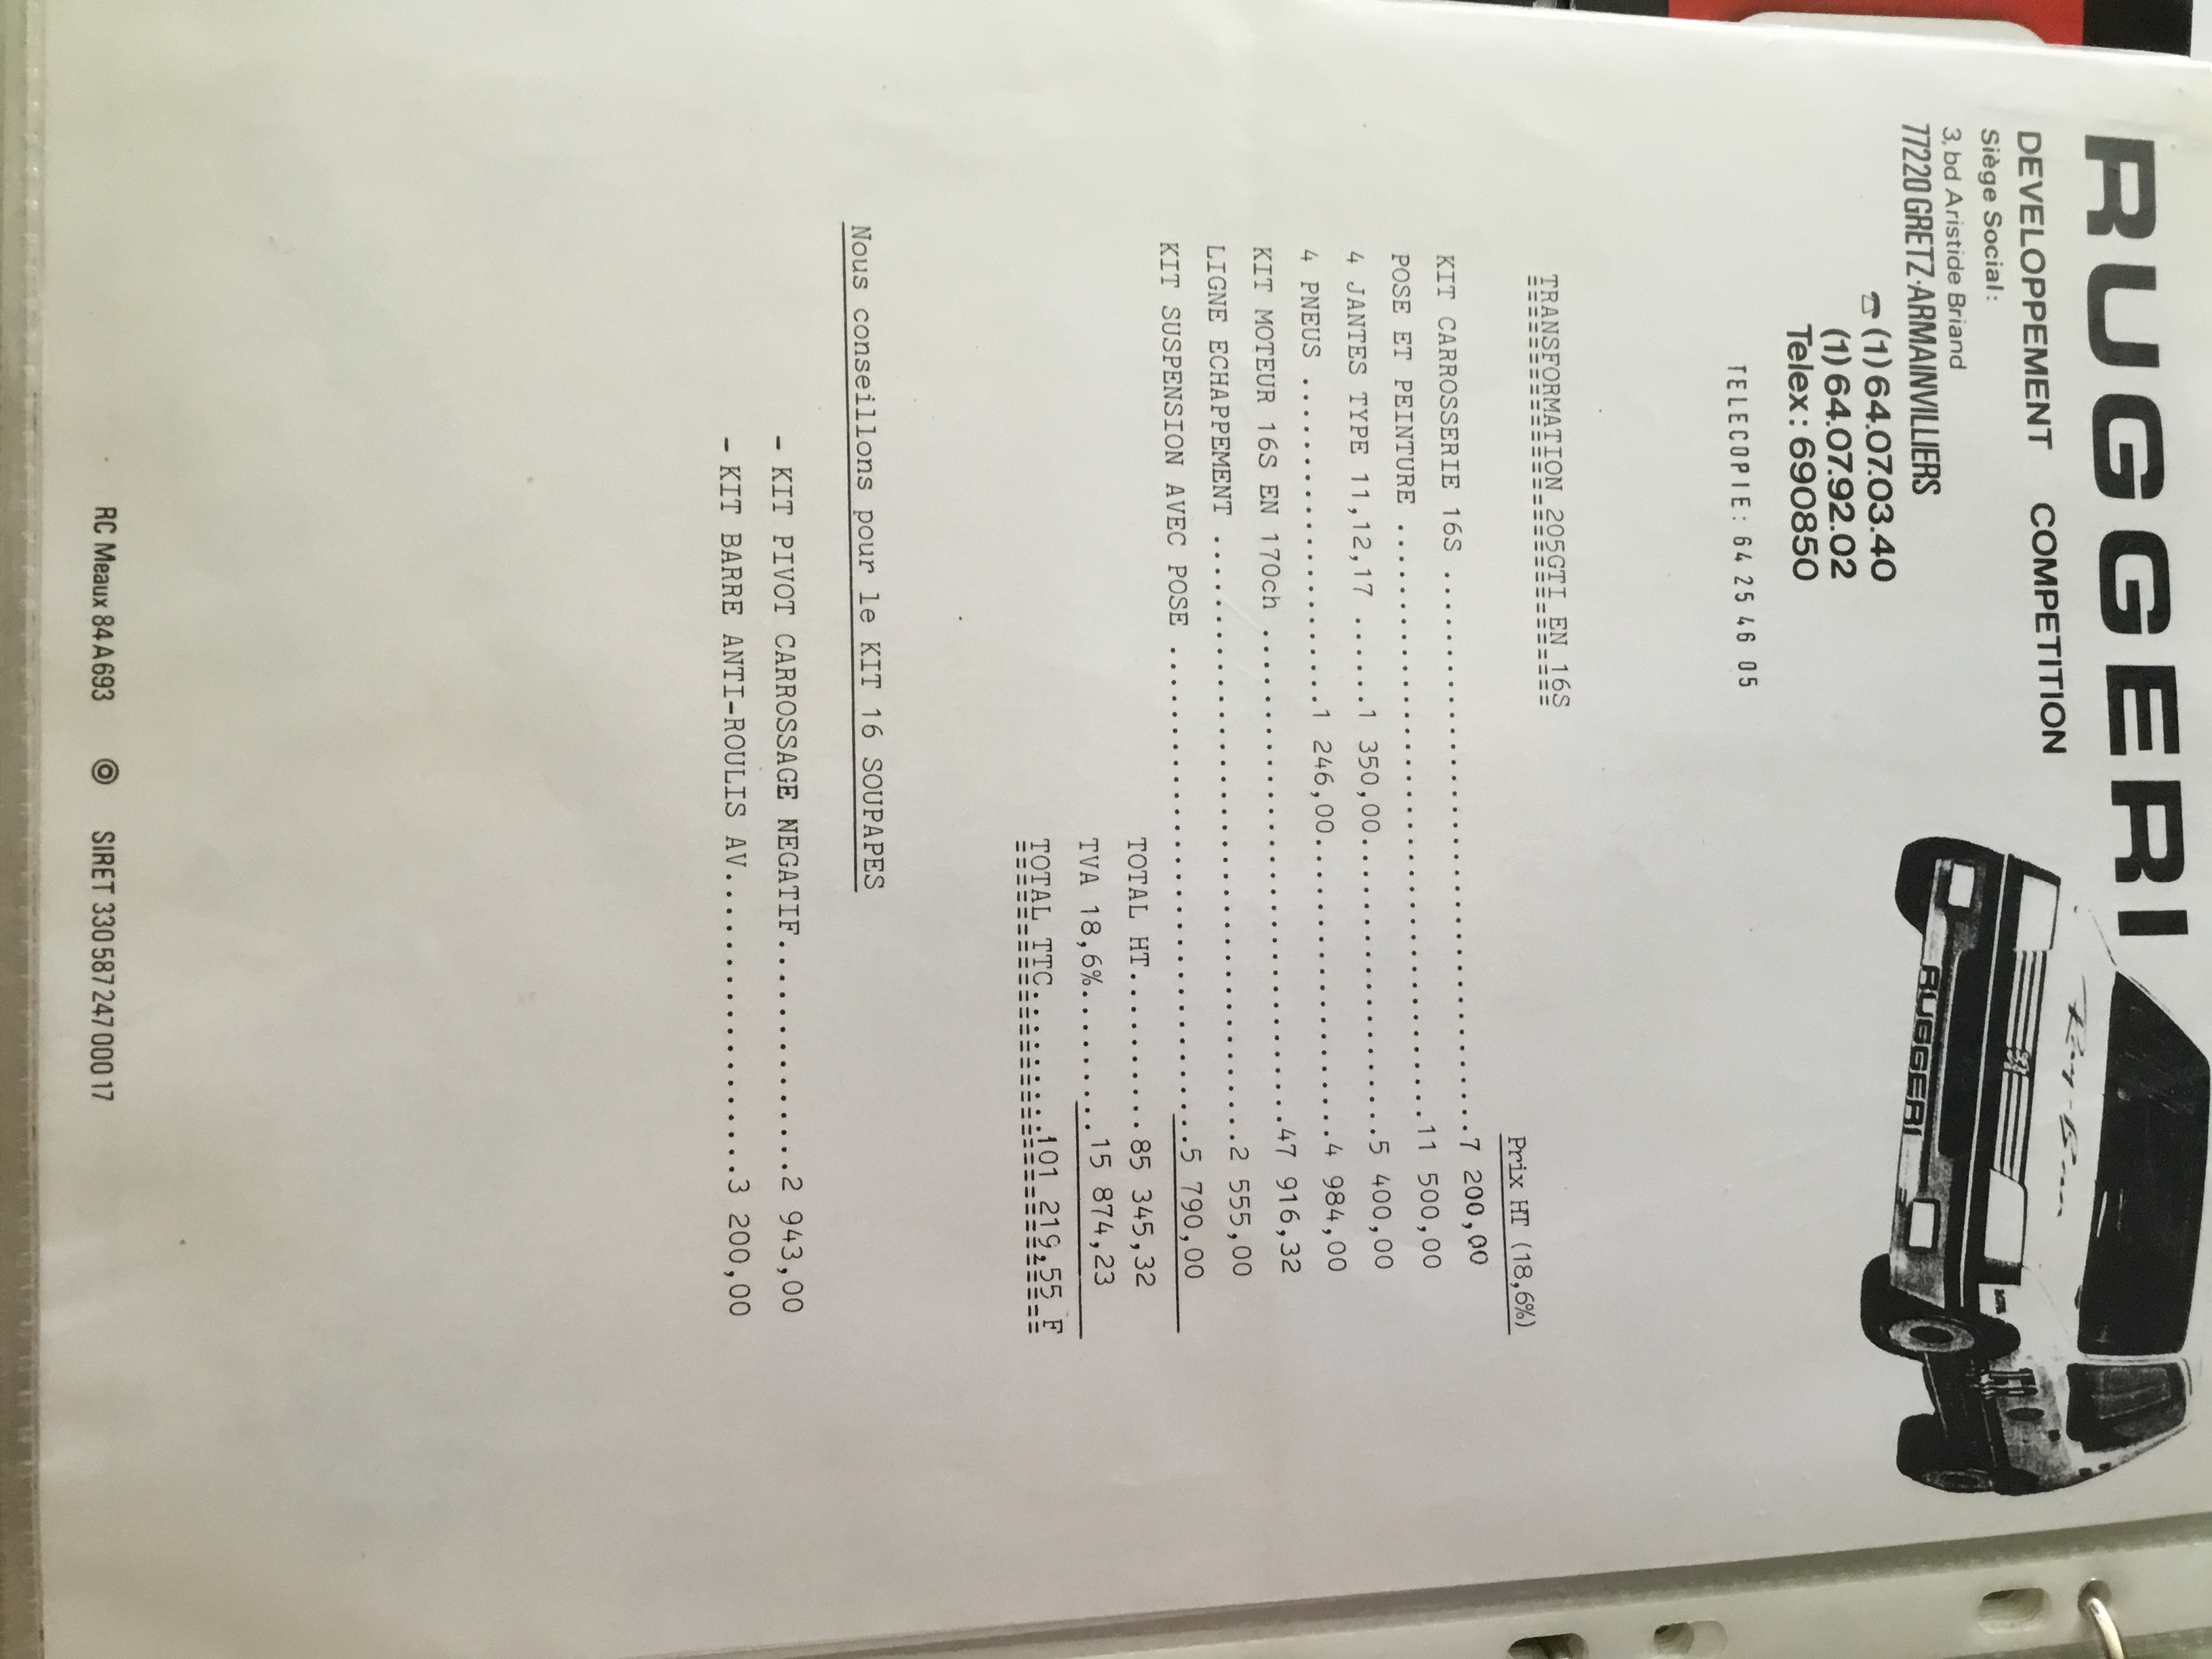 RUGGERI
DEVELOPPEMENT COMPETITION
Siège Social:
3, bd Aristide Briand
77220 GRETZ-ARMAINVILLIERS
☎ (1) 64.07.03.40
(1) 64.07.92.02
Telex : 690850
TELECOPIE : 64 25 46 05
RUGGERI
TRANSFORMATION 205GTI EN 16S
Prix HT (18,6%)
KIT CARROSSERIE 16S ........................................7 200,00
POSE ET PEINTURE ........................................11 500,00
4 JANTES TYPE 11,12,17 ......1 350,00....................5 400,00
4 PNEUS .....................1 246,00....................4 984,00
KIT MOTEUR 16S EN 170ch .................................47 916,32
LIGNE ECHAPPEMENT ........................................2 555,00
KIT SUSPENSION AVEC POSE .................................5 790,00
TOTAL HT..........85 345,32
TVA 18,6%.........15 874,23
TOTAL TTC.........101 219,55 F
Nous conseillons pour le KIT 16 SOUPAPES
- KIT PIVOT CARROSSAGE NEGATIF...............2 943,00
- KIT BARRE ANTI-ROULIS AV....................3 200,00
RC Meaux 84 A 693 SIRET 330 587 247 000 17